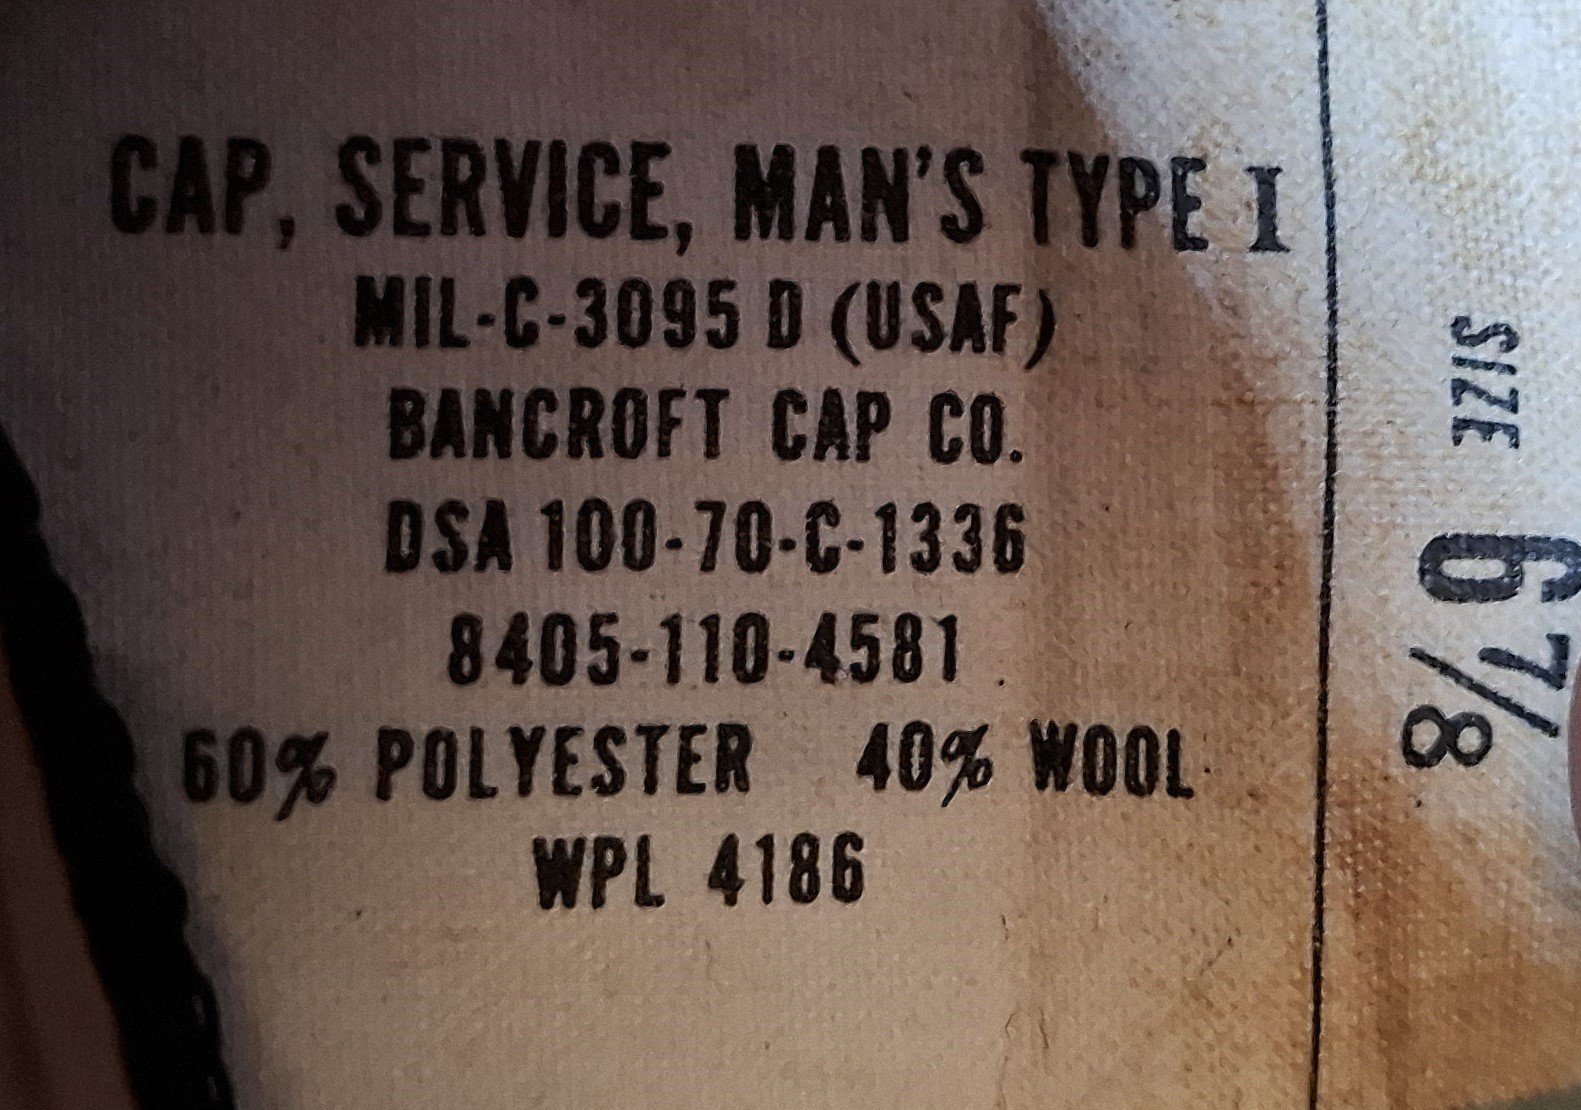 CAP, SERVICE, MAN'S TYPE I
MIL-C-3095 D (USAF)
BANCROFT CAP CO.
DSA 100-70-C-1336
8405-110-4581
60% POLYESTER 40% WOOL
WPL 4186
SIZE
6 7/8